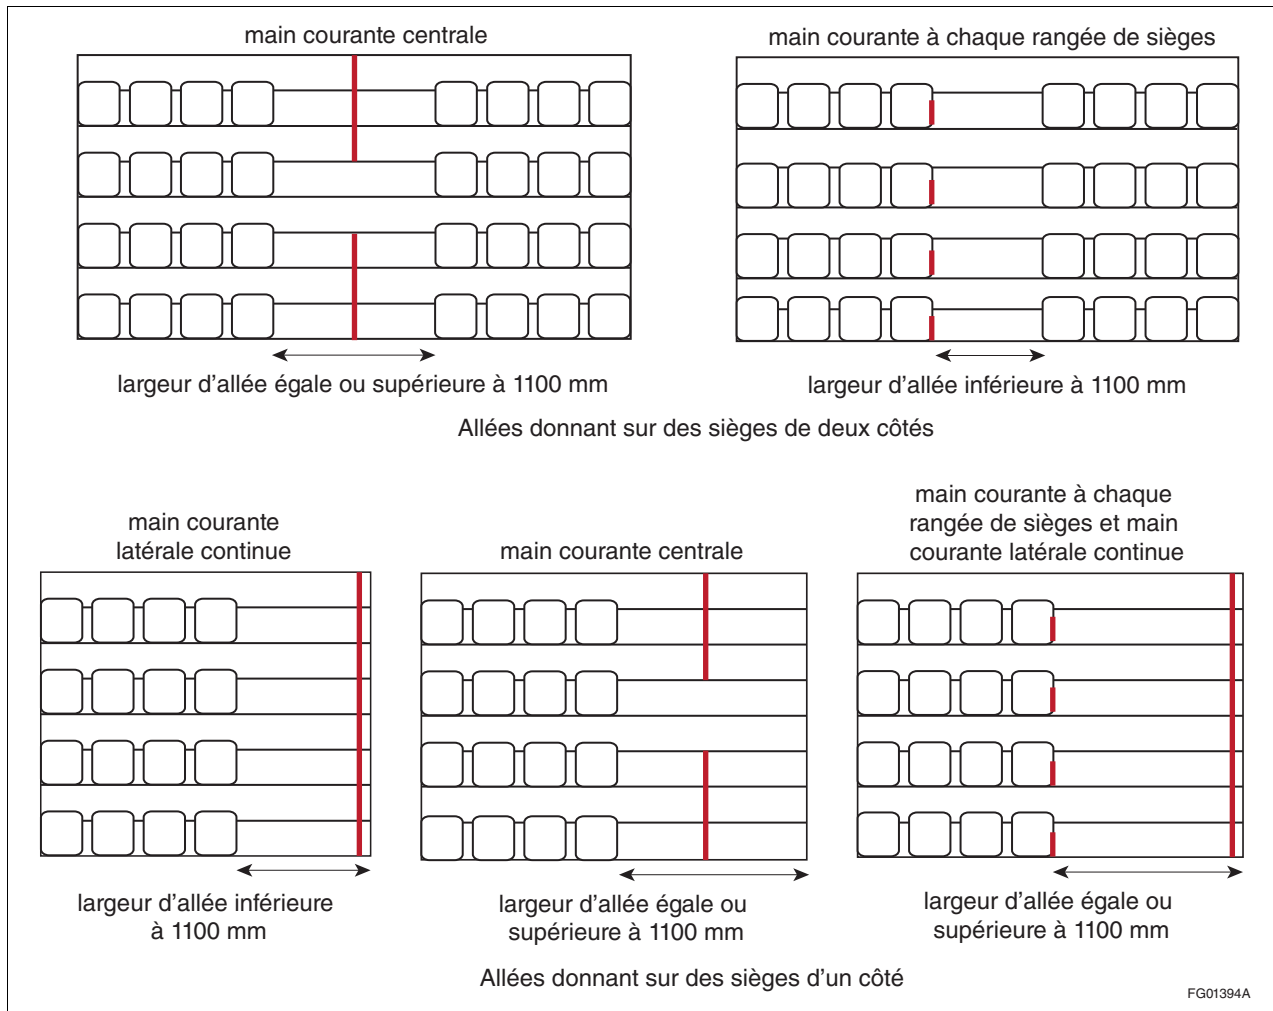 main courante centrale
main courante à chaque rangée de sièges
largeur d'allée égale ou supérieure à 1100 mm
largeur d'allée inférieure à 1100 mm
Allées donnant sur des sièges de deux côtés
main courante
latérale continue
main courante centrale
main courante à chaque
rangée de sièges et main
courante latérale continue
largeur d'allée inférieure
à 1100 mm
largeur d'allée égale ou
supérieure à 1100 mm
largeur d'allée égale ou
supérieure à 1100 mm
Allées donnant sur des sièges d'un côté
FG01394A